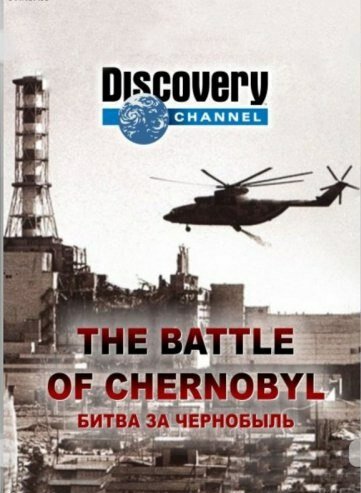 Discovery
CHANNEL
THE BATTLE
OF CHERNOBYL
БИТВА ЗА ЧЕРНОБЫЛЬ